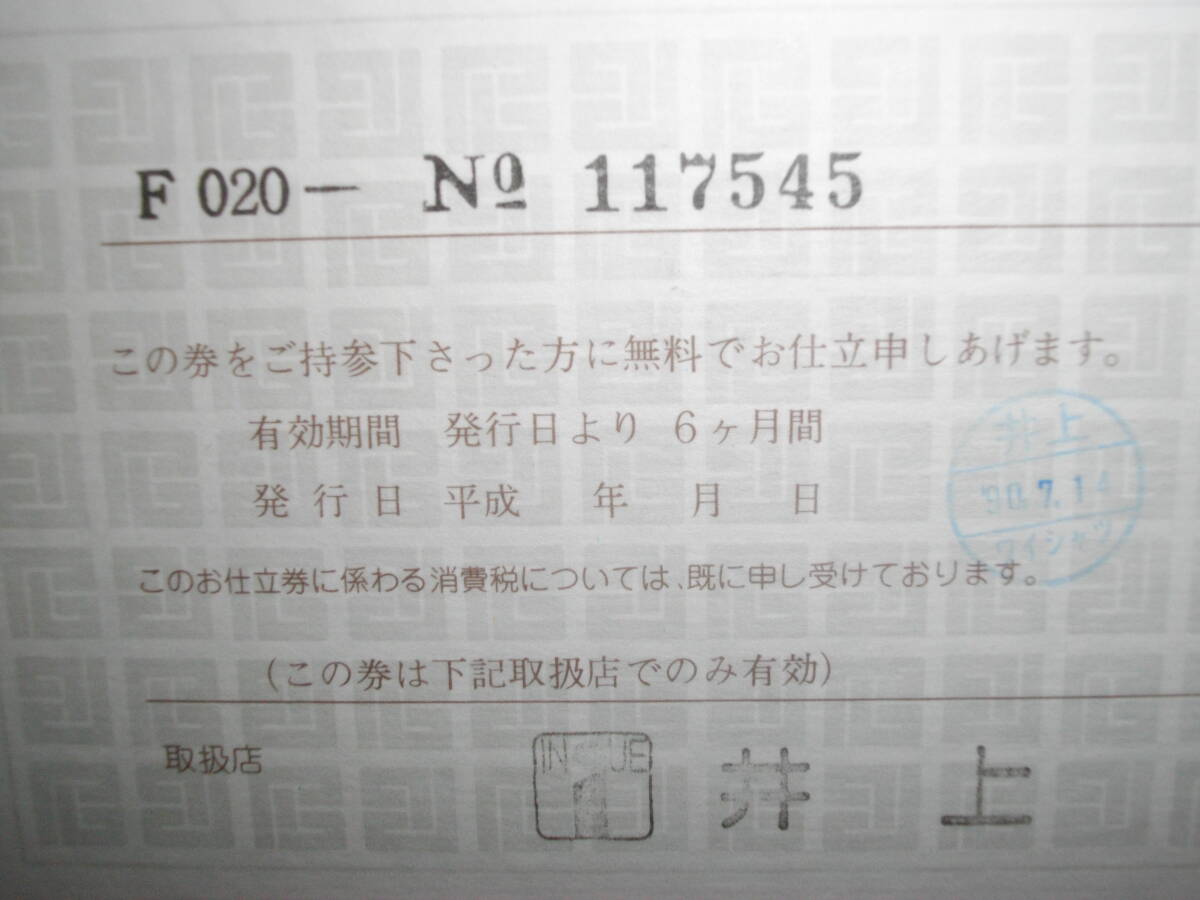 F 020 — No 117545
この券をご持参下さった方に無料でお仕立申しあげます。
有効期間 発行日より 6ヶ月間
発行日 平成 年 月 日
井上
ワイシャツ
このお仕立券に係わる消費税については、既に申し受けております。
(この券は下記取扱店でのみ有効)
取扱店 井上